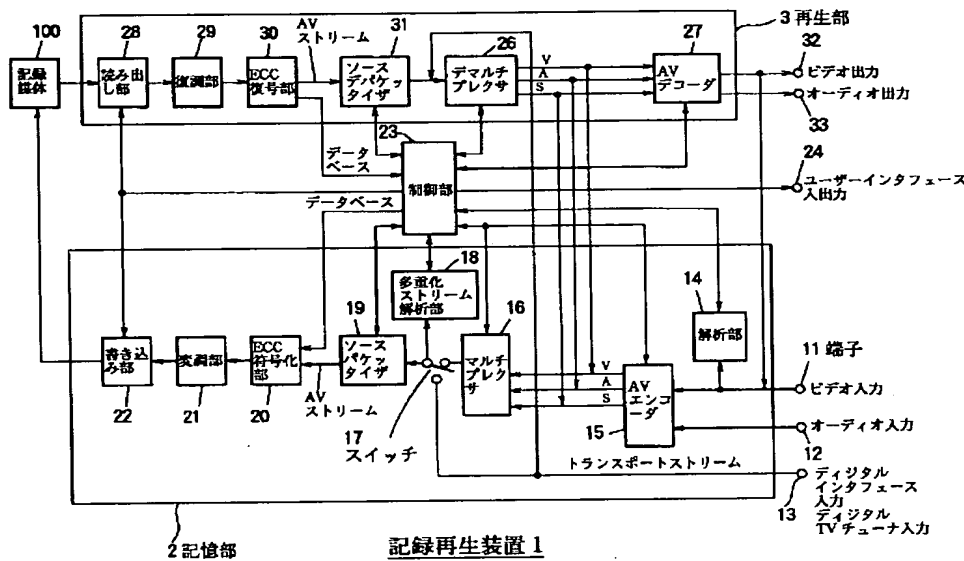 3 再生部
100
28
29
30
AV
ストリーム
31
26
27
32
記録
媒体
読み出
し部
復調部
ECC
復号部
ソース
デパケッ
タイザ
デマルチ
プレクサ
V
A
S
AV
デコーダ
ビデオ出力
オーディオ出力
33
23
データ
ベース
制御部
24
ユーザーインタフェース
入出力
データベース
18
多重化
ストリーム
解析部
14
解析部
19
16
書き込
み部
変調部
ECC
符号化
部
ソース
パケッ
タイザ
マルチ
プレク
サ
V
A
S
AV
エンコ
ーダ
11 端子
ビデオ入力
22
21
20
AV
ストリーム
17
スイッチ
15
オーディオ入力
12
トランスポートストリーム
13
ディジタル
インタフェース
入力
ディジタル
TVチューナ入力
2 記憶部
記録再生装置1